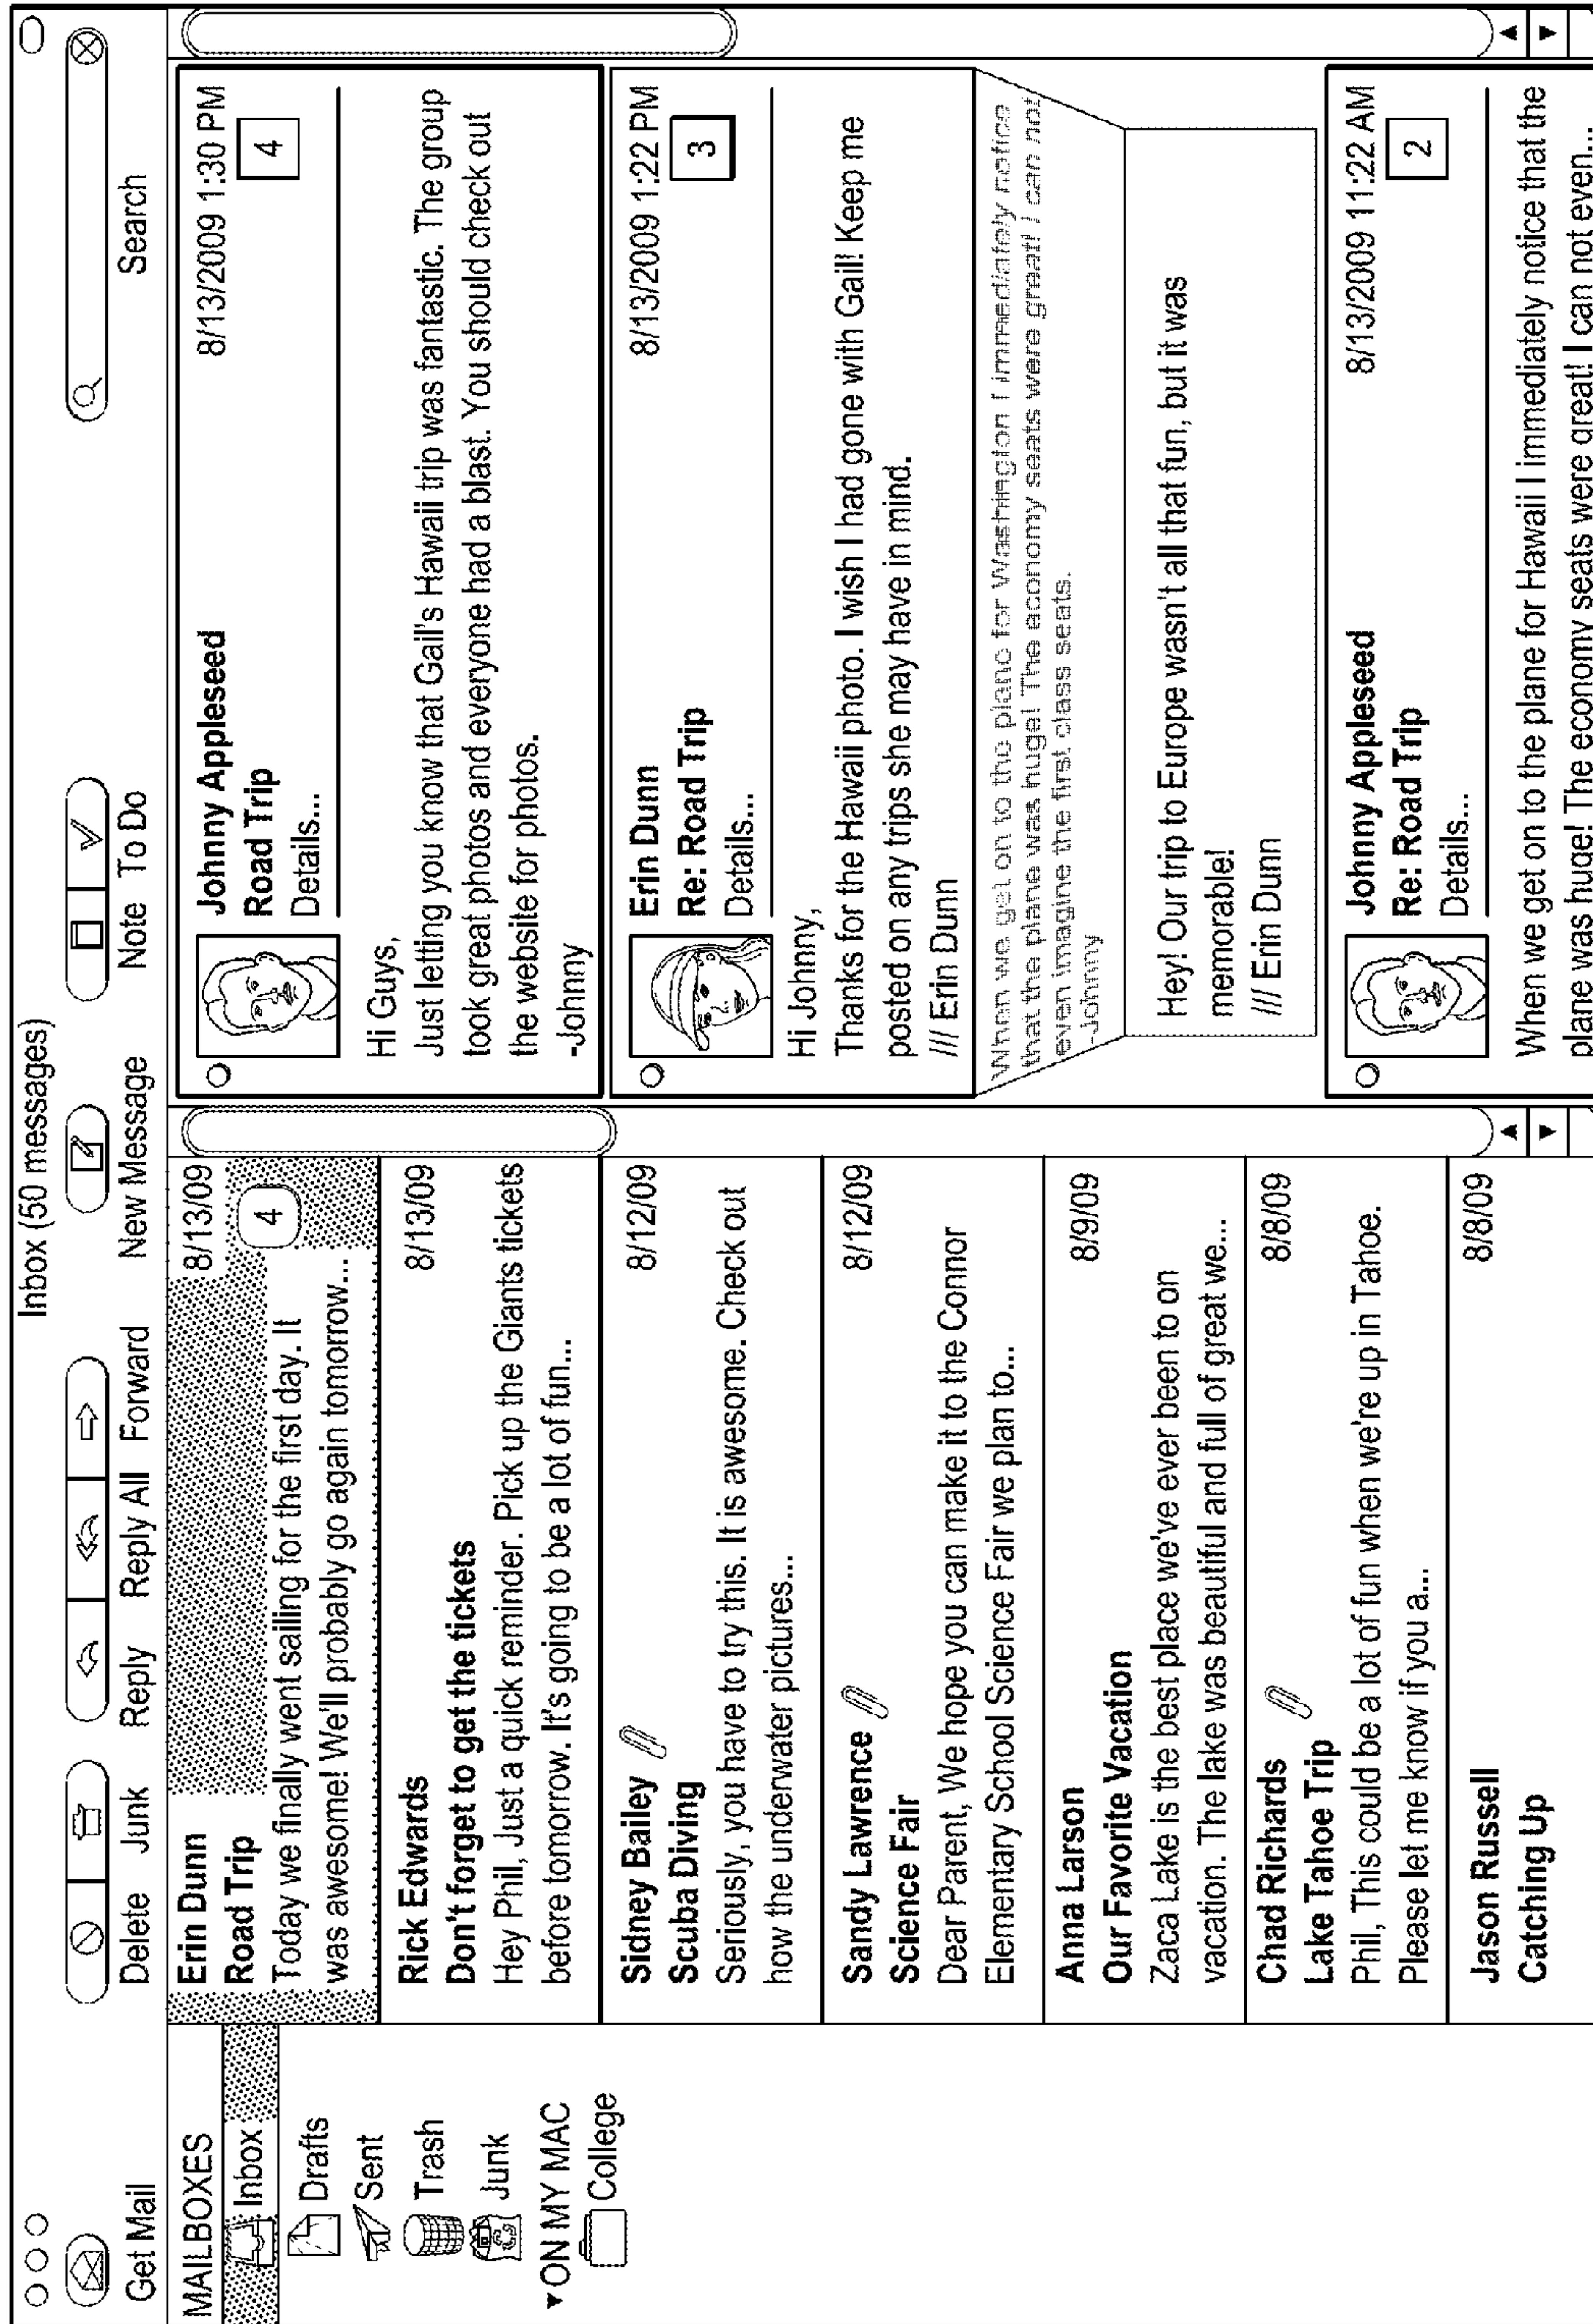 Inbox (50 messages)
Get Mail
Delete
Junk
Reply
Reply All
Forward
New Message
Note
To Do
Search
MAILBOXES
Inbox
Drafts
Sent
Trash
Junk
ON MY MAC
College
Erin Dunn 8/13/09
Road Trip 4
Today we finally went sailing for the first day. It
was awesome! We'll probably go again tomorrow...
Rick Edwards 8/13/09
Don't forget to get the tickets
Hey Phil, Just a quick reminder. Pick up the Giants tickets
before tomorrow. It's going to be a lot of fun...
Sidney Bailey 8/12/09
Scuba Diving
Seriously, you have to try this. It is awesome. Check out
how the underwater pictures...
Sandy Lawrence 8/12/09
Science Fair
Dear Parent, We hope you can make it to the Connor
Elementary School Science Fair we plan to...
Anna Larson 8/9/09
Our Favorite Vacation
Zaca Lake is the best place we've ever been to on
vacation. The lake was beautiful and full of great we...
Chad Richards 8/8/09
Lake Tahoe Trip
Phil, This could be a lot of fun when we're up in Tahoe.
Please let me know if you a...
Jason Russell 8/8/09
Catching Up
Johnny Appleseed 8/13/2009 1:30 PM
Road Trip 4
Details...
Hi Guys,
Just letting you know that Gail's Hawaii trip was fantastic. The group
took great photos and everyone had a blast. You should check out
the website for photos.
-Johnny
Erin Dunn 8/13/2009 1:22 PM
Re: Road Trip 3
Details...
Hi Johnny,
Thanks for the Hawaii photo. I wish I had gone with Gail! Keep me
posted on any trips she may have in mind.
/// Erin Dunn
When we get on to the plane for Washington I immediately notice
that the plane was huge! The economy seats were great! I can not
even imagine the first class seats.
-Johnny
Hey! Our trip to Europe wasn't all that fun, but it was
memorable!
/// Erin Dunn
Johnny Appleseed 8/13/2009 11:22 AM
Re: Road Trip 2
Details...
When we get on to the plane for Hawaii I immediately notice that the
plane was huge! The economy seats were great! I can not even...